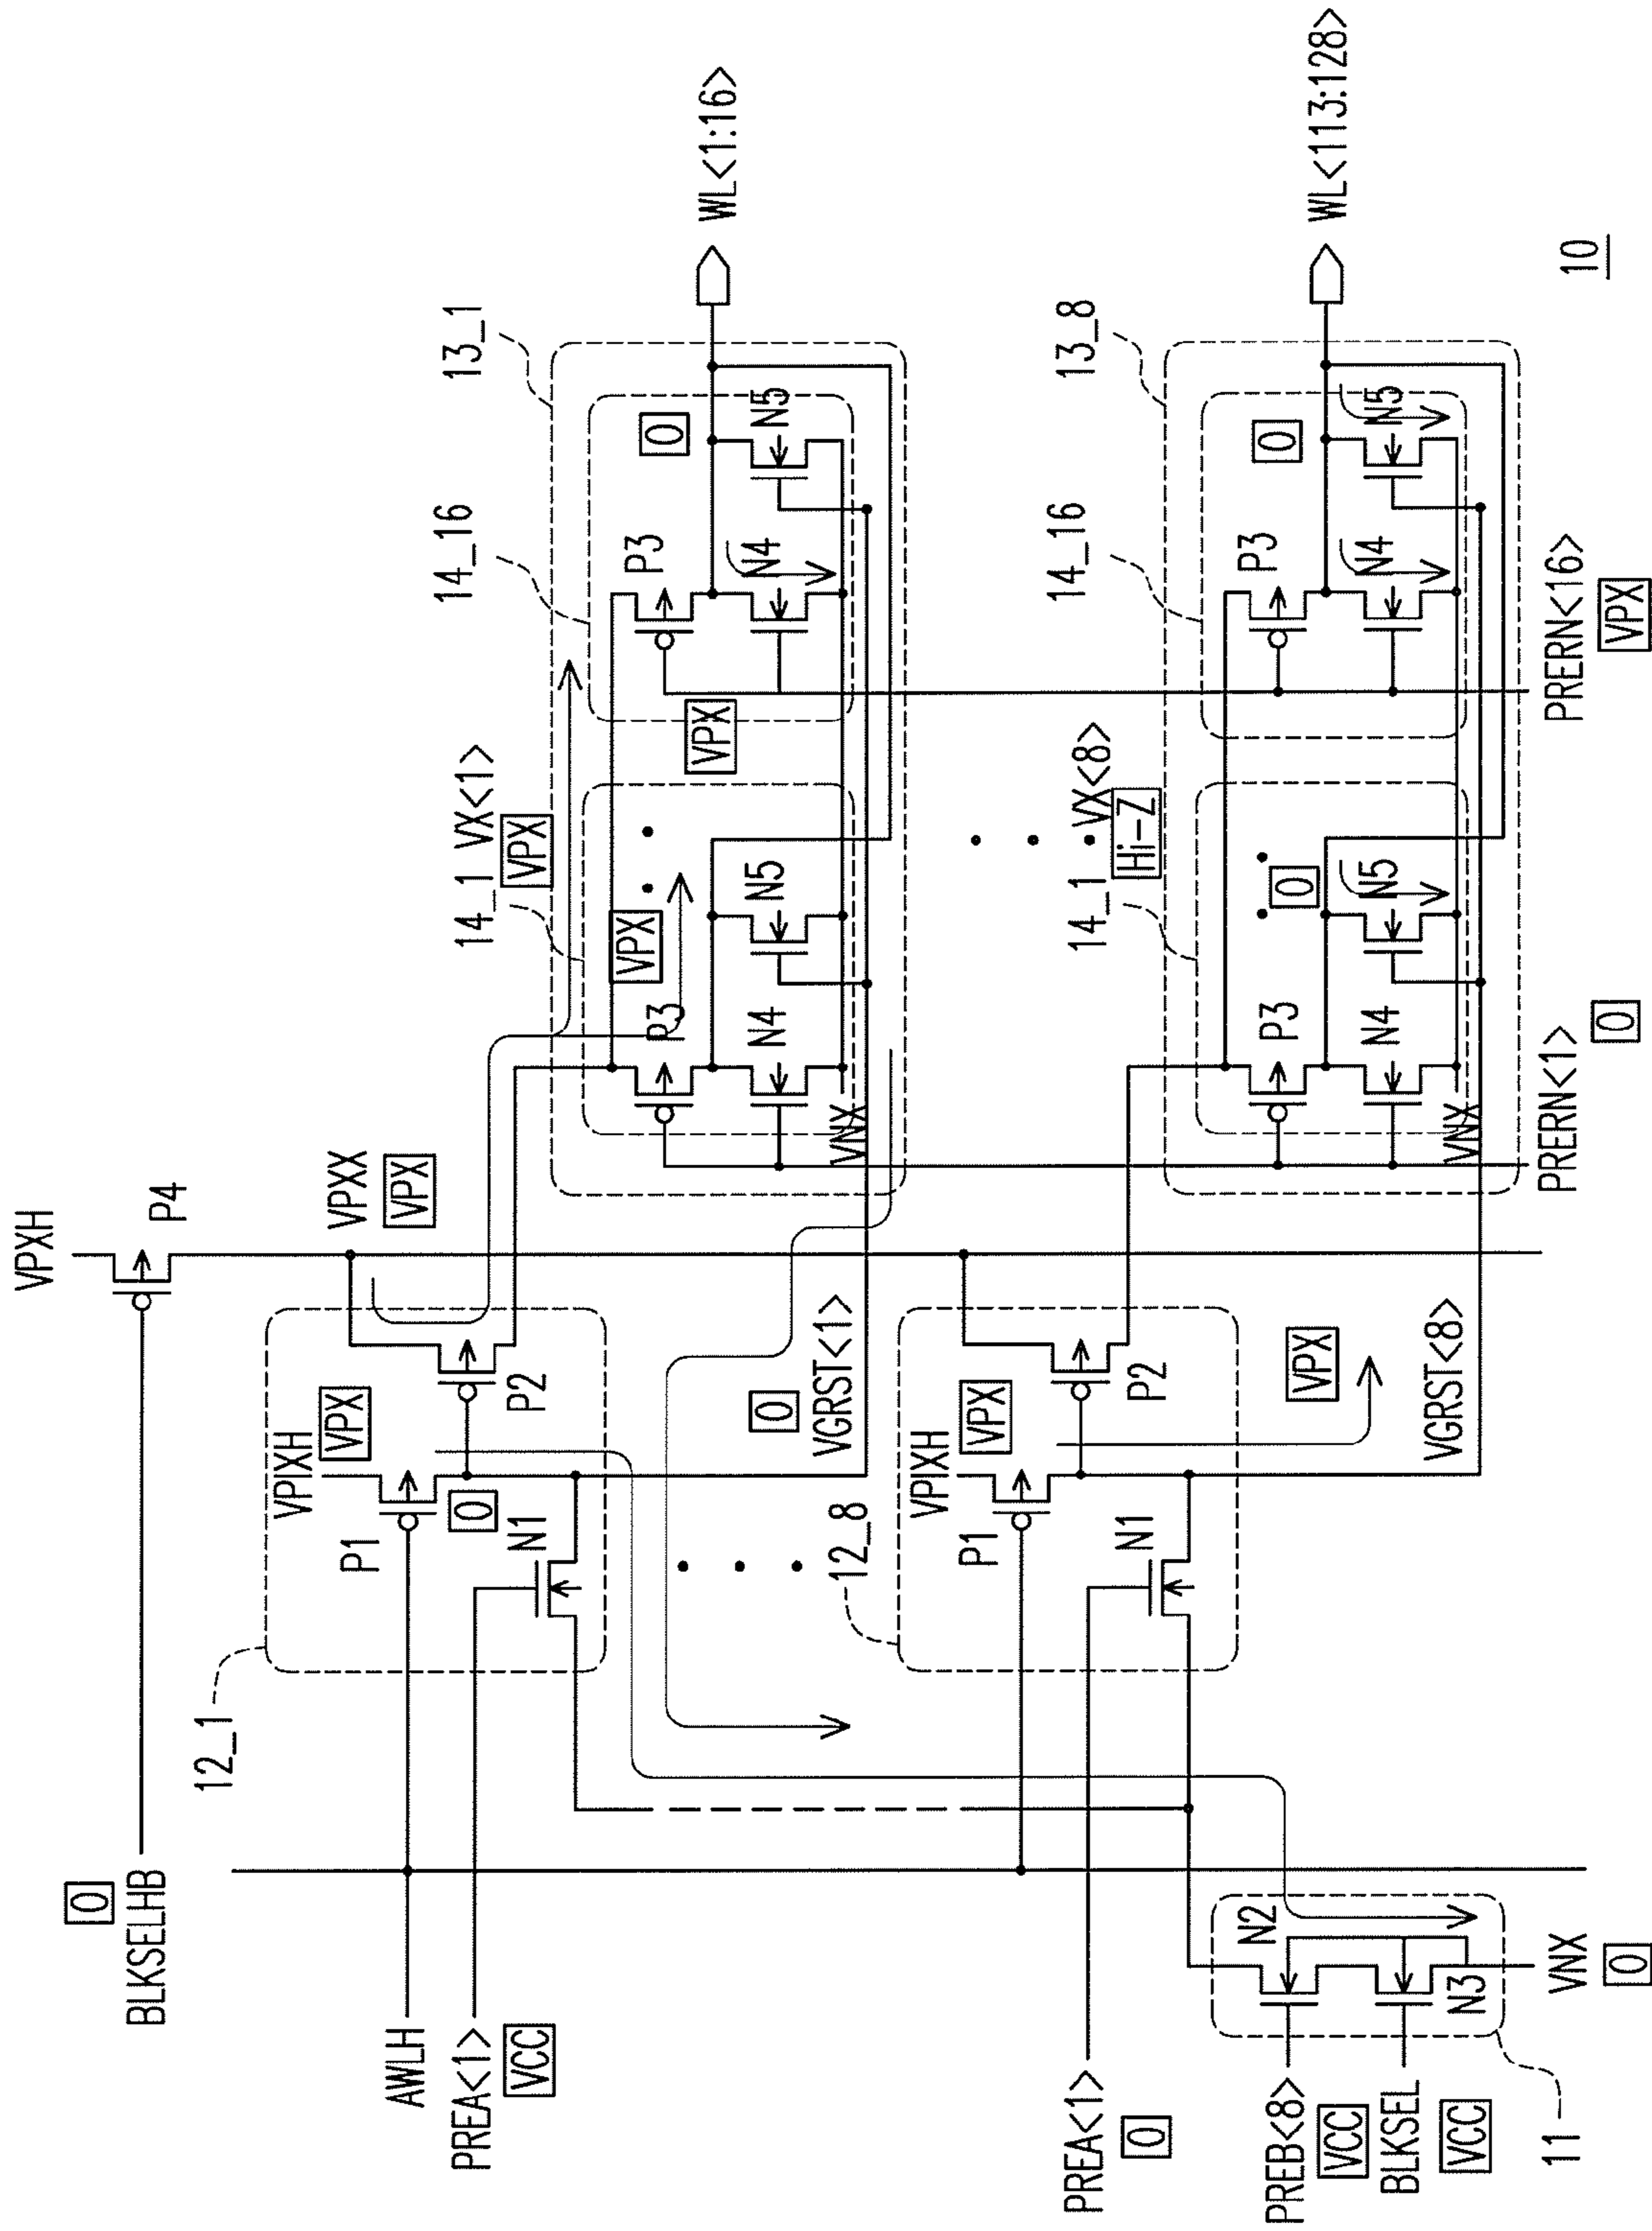 VPXH
P4
0
BLKSELHB
VPXX
VPX
12_1
VPIXH
VPX
P1
0
N1
P2
AWLH
PREA<1>
VCC
0
VGRST<1>
14_1
VX<1>
VPX
14_16
13_1
P3
VPX
N4
N5
VNX
VPX
P3
0
N4
N5
WL<1:16>
12_8
VPIXH
VPX
P1
N1
P2
PREA<1>
0
VPX
VGRST<8>
14_1
VX<8>
Hi-Z
14_16
13_8
P3
0
N4
N5
VNX
P3
0
N4
N5
WL<113:128>
PREB<8>
VCC
BLKSEL
VCC
N2
N3
11
VNX
0
PRERN<1>
0
PRERN<16>
VPX
10